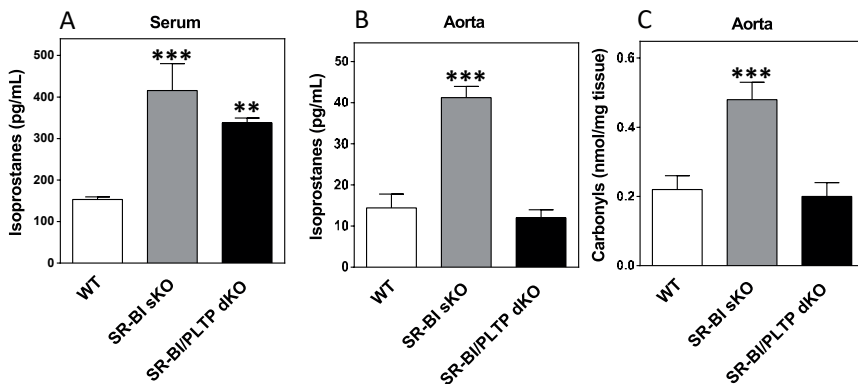 A
Serum
Isoprostanes (pg/mL)
500
400
300
200
100
0
***
**
WT
SR-BI sKO
SR-BI/PLTP dKO
B
Aorta
Isoprostanes (pg/mL)
50
40
30
20
10
0
***
WT
SR-BI sKO
SR-BI/PLTP dKO
C
Aorta
Carbonyls (nmol/mg tissue)
0.6
0.4
0.2
0.0
***
WT
SR-BI sKO
SR-BI/PLTP dKO